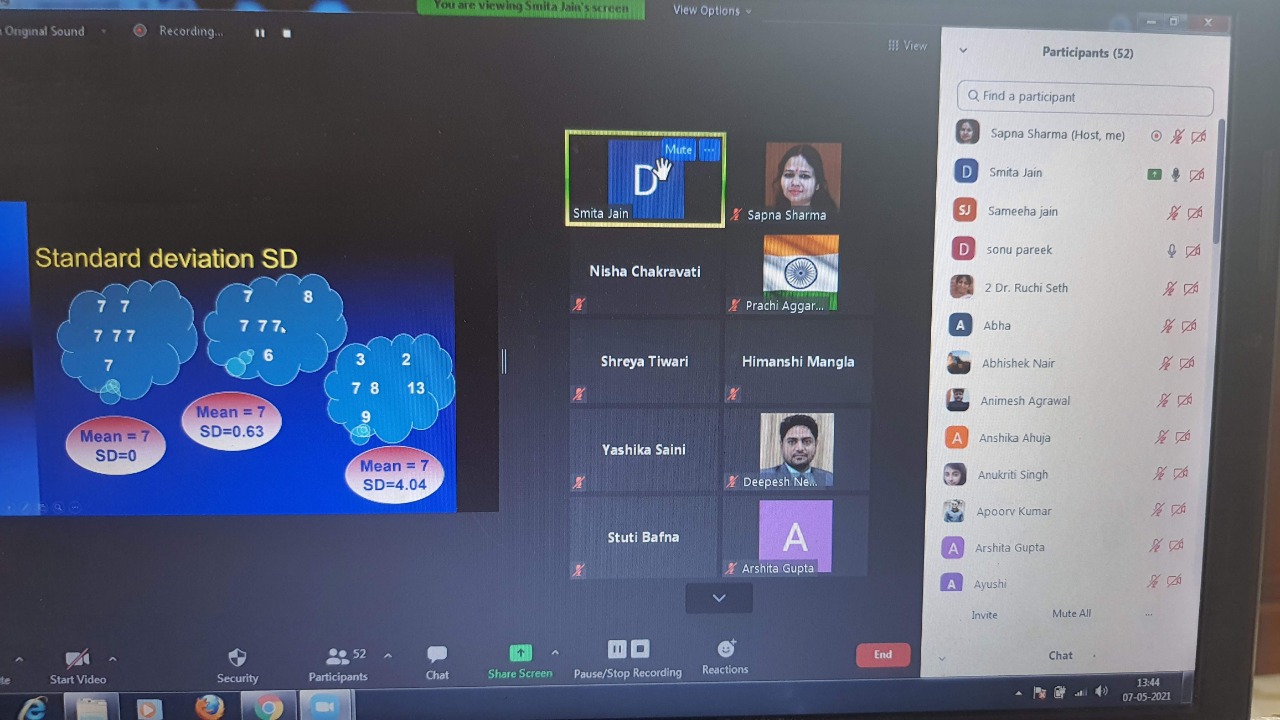 You are viewing Smita Jain's screen
View Options
Original Sound
Recording...
View
Participants (52)
Find a participant
Sapna Sharma (Host, me)
D
Smita Jain
SJ
Sameeha jain
D
sonu pareek
2 Dr. Ruchi Seth
A
Abha
Abhishek Nair
Animesh Agrawal
A
Anshika Ahuja
Anukriti Singh
Apoorv Kumar
A
Arshita Gupta
A
Ayushi
Invite
Mute All
...
Chat
Mute
...
D
Smita Jain
Sapna Sharma
Nisha Chakravati
Prachi Aggar...
Shreya Tiwari
Himanshi Mangla
Yashika Saini
Deepesh Ne...
Stuti Bafna
A
Arshita Gupta
Standard deviation SD
7 7
7 7 7
7
Mean = 7
SD=0
7 8
7 7 7
6
Mean = 7
SD=0.63
3 2
7 8 13
9
Mean = 7
SD=4.04
Start Video
Security
52
Participants
Chat
Share Screen
Pause/Stop Recording
Reactions
End
13:44
07-05-2021